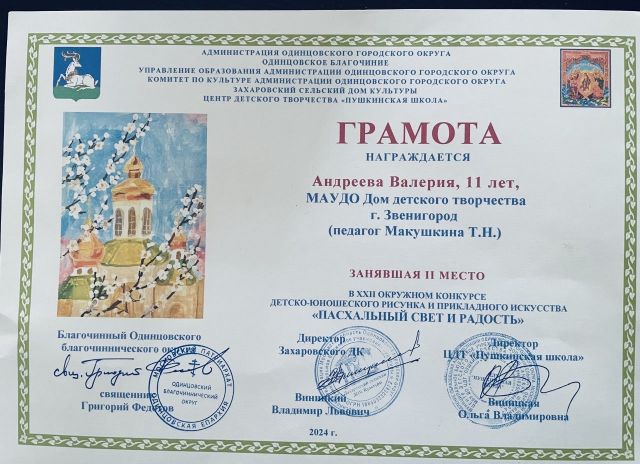 АДМИНИСТРАЦИЯ ОДИНЦОВСКОГО ГОРОДСКОГО ОКРУГА
ОДИНЦОВСКОЕ БЛАГОЧИНИЕ
УПРАВЛЕНИЕ ОБРАЗОВАНИЯ АДМИНИСТРАЦИИ ОДИНЦОВСКОГО ГОРОДСКОГО ОКРУГА
КОМИТЕТ ПО КУЛЬТУРЕ АДМИНИСТРАЦИИ ОДИНЦОВСКОГО ГОРОДСКОГО ОКРУГА
ЗАХАРОВСКИЙ СЕЛЬСКИЙ ДОМ КУЛЬТУРЫ
ЦЕНТР ДЕТСКОГО ТВОРЧЕСТВА «ПУШКИНСКАЯ ШКОЛА»
ГРАМОТА
НАГРАЖДАЕТСЯ
Андреева Валерия, 11 лет,
МАУДО Дом детского творчества
г. Звенигород
(педагог Макушкина Т.Н.)
ЗАНЯВШАЯ II МЕСТО
В XXII ОКРУЖНОМ КОНКУРСЕ
ДЕТСКО-ЮНОШЕСКОГО РИСУНКА И ПРИКЛАДНОГО ИСКУССТВА
«ПАСХАЛЬНЫЙ СВЕТ И РАДОСТЬ»
Благочинный Одинцовского
благочиннического округа
священник
Григорий Федотов
МОСКОВСКИЙ ПАТРИАРХАТ
ОДИНЦОВСКИЙ
БЛАГОЧИННИЧЕСКИЙ
ОКРУГ
ОДИНЦОВСКАЯ ЕПАРХИЯ
Директор
Захаровского ДК
Винницкий
Владимир Львович
Директор
ЦДТ «Пушкинская школа»
Винницкая
Ольга Владимировна
2024 г.